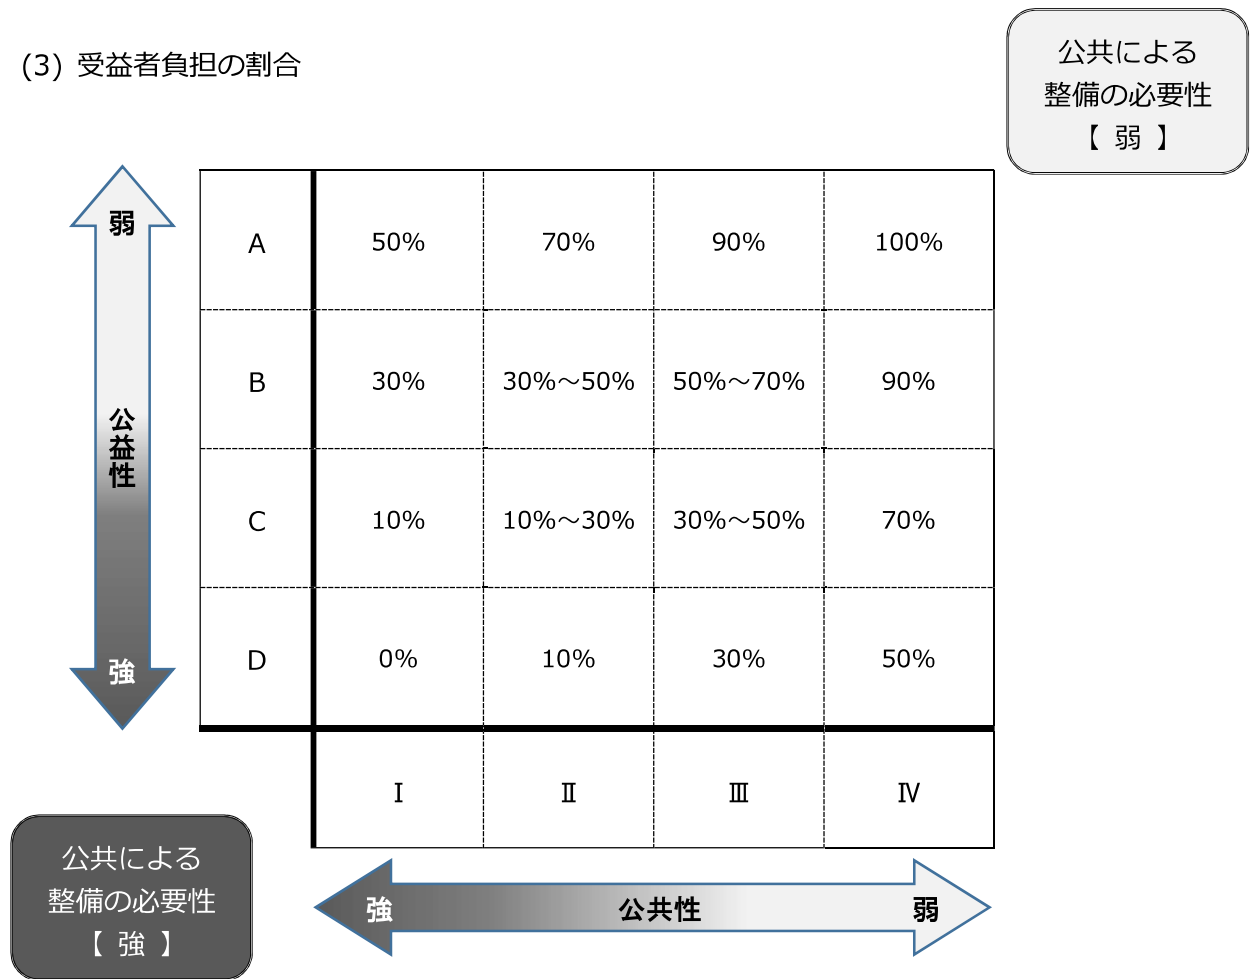 (3) 受益者負担の割合
公共による
整備の必要性
【 弱 】
弱
公益性
強
A 50% 70% 90% 100%
B 30% 30%～50% 50%～70% 90%
C 10% 10%～30% 30%～50% 70%
D 0% 10% 30% 50%
Ⅰ Ⅱ Ⅲ Ⅳ
公共による
整備の必要性
【 強 】
強 公共性 弱